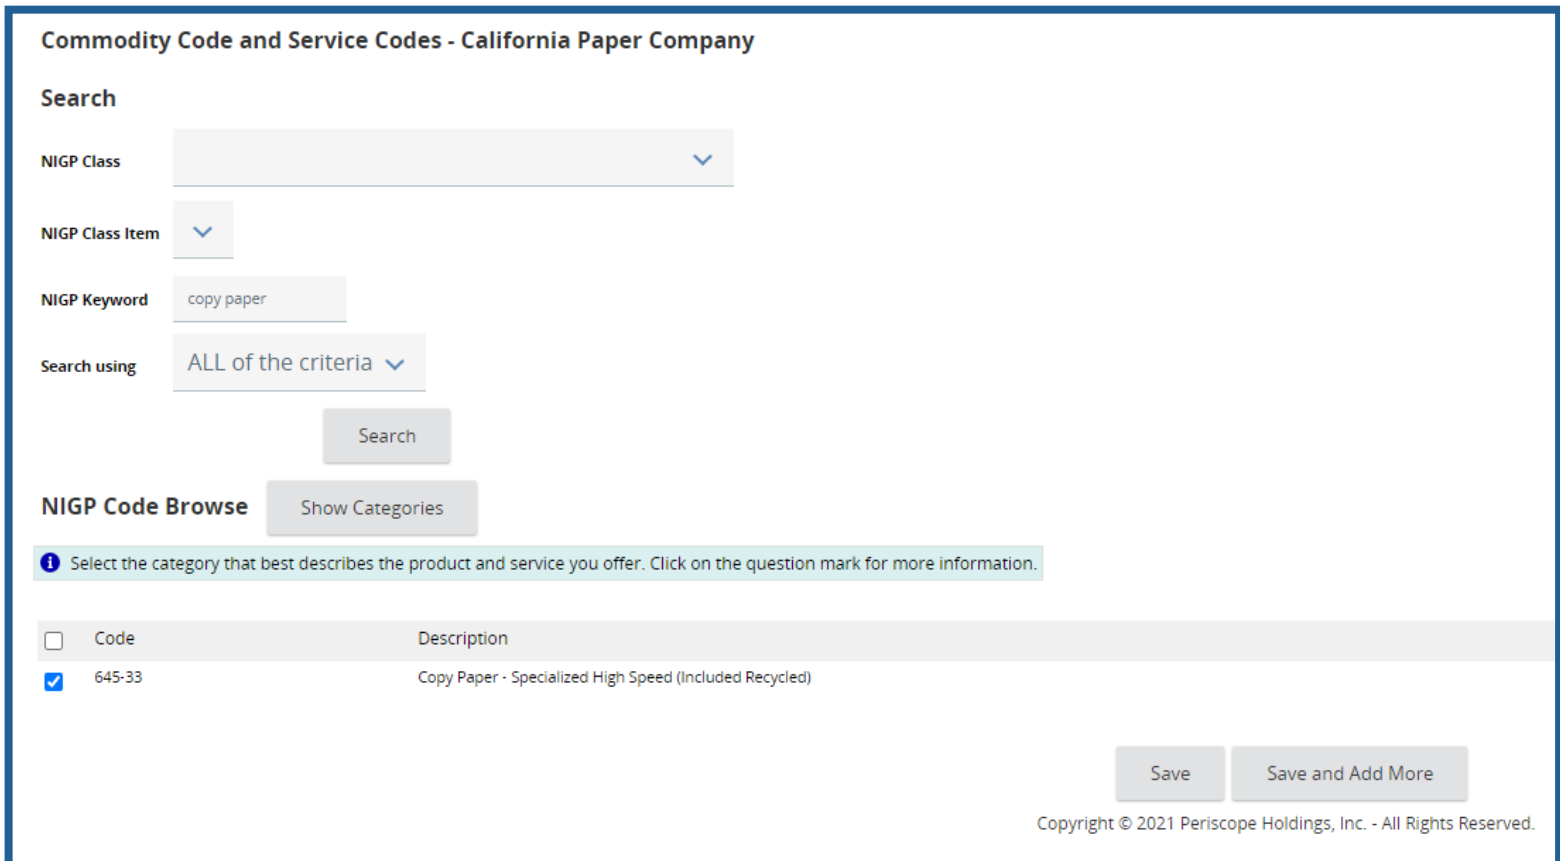 Commodity Code and Service Codes - California Paper Company
Search
NIGP Class
NIGP Class Item
NIGP Keyword copy paper
Search using ALL of the criteria
Search
NIGP Code Browse Show Categories
i Select the category that best describes the product and service you offer. Click on the question mark for more information.
Code Description
645-33 Copy Paper - Specialized High Speed (Included Recycled)
Save Save and Add More
Copyright © 2021 Periscope Holdings, Inc. - All Rights Reserved.